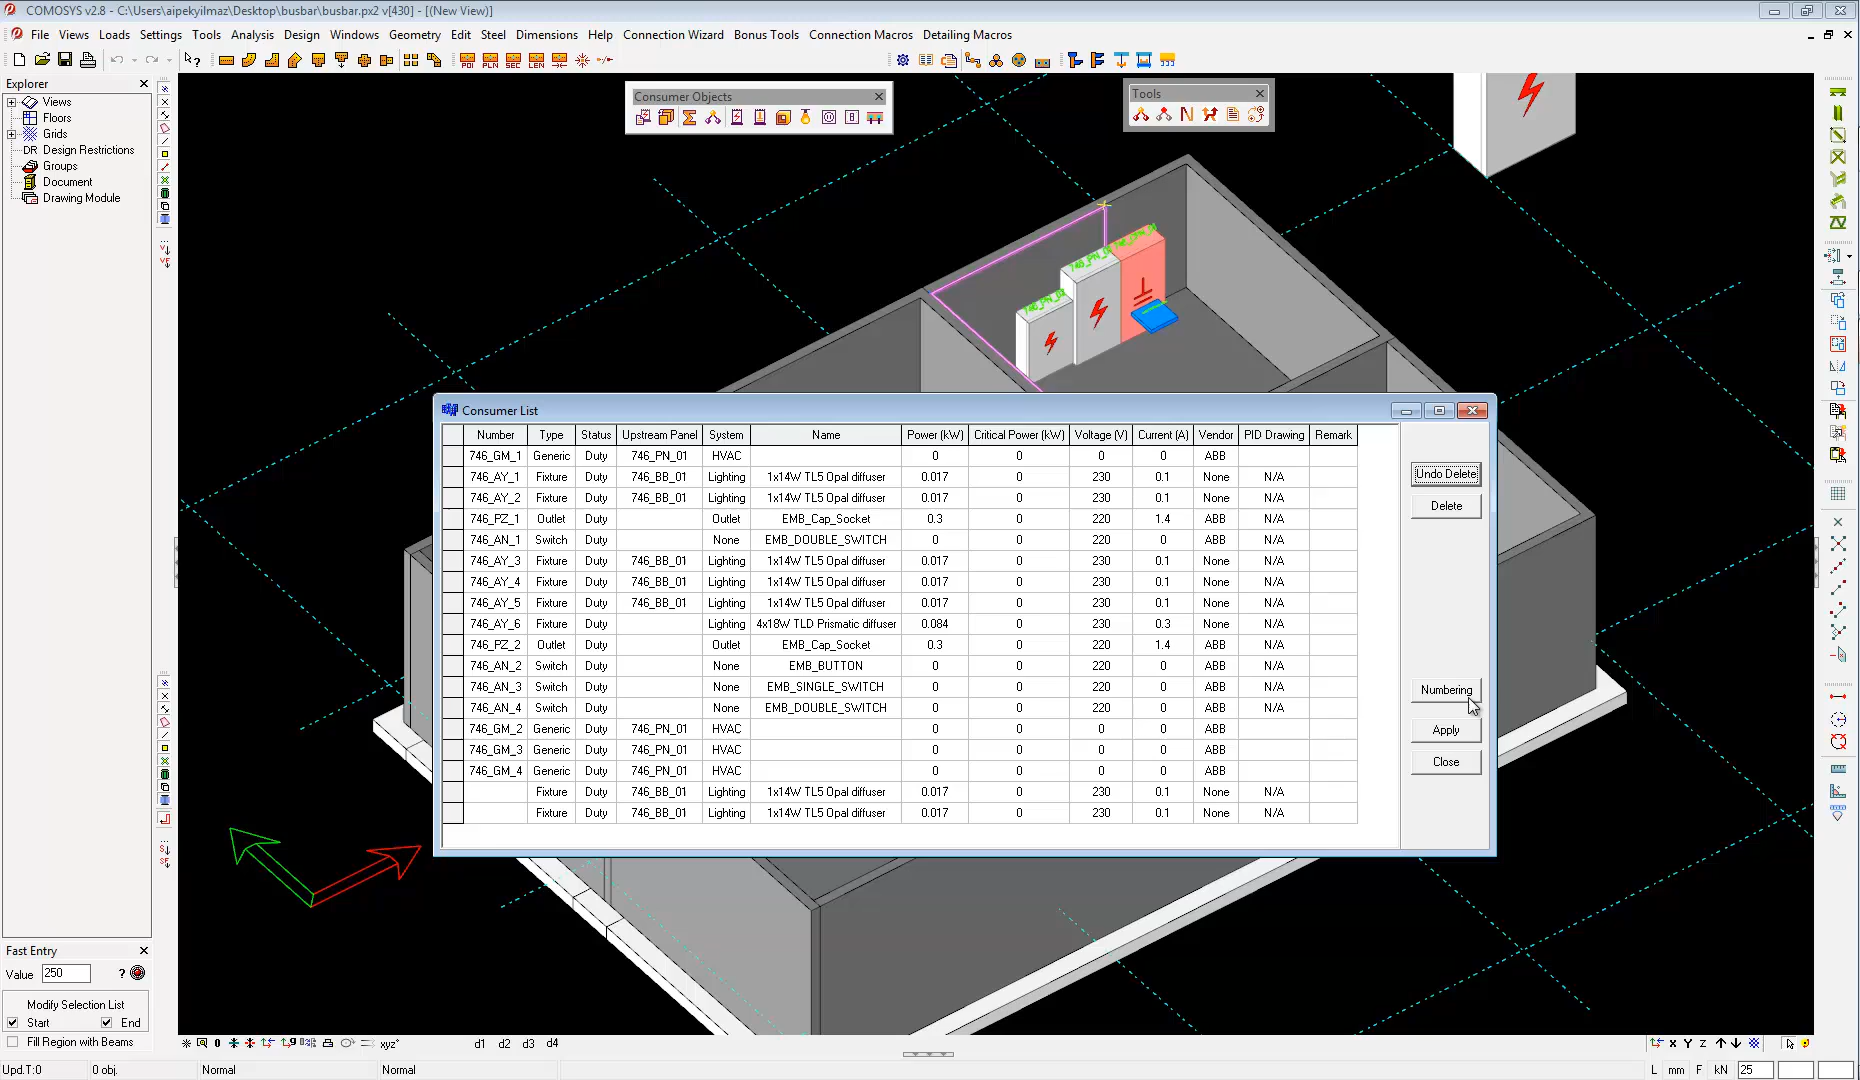 COMOSYS v2.8 - C:\Users\aipekyilmaz\Desktop\busbar\busbar.px2 v[430] - [(New View)]
File Views Loads Settings Tools Analysis Design Windows Geometry Edit Steel Dimensions Help Connection Wizard Bonus Tools Connection Macros Detailing Macros
POI PLN SEC LEN
Explorer
Views
Floors
Grids
DR Design Restrictions
Groups
Document
Drawing Module
Consumer Objects
Tools
Consumer List
Number Type Status Upstream Panel System Name Power (kW) Critical Power (kW) Voltage (V) Current (A) Vendor PID Drawing Remark
746_GM_1 Generic Duty 746_PN_01 HVAC 0 0 0 0 ABB
746_AY_1 Fixture Duty 746_BB_01 Lighting 1x14W TL5 Opal diffuser 0.017 0 230 0.1 None N/A
746_AY_2 Fixture Duty 746_BB_01 Lighting 1x14W TL5 Opal diffuser 0.017 0 230 0.1 None N/A
746_PZ_1 Outlet Duty Outlet EMB_Cap_Socket 0.3 0 220 1.4 ABB N/A
746_AN_1 Switch Duty None EMB_DOUBLE_SWITCH 0 0 220 0 ABB N/A
746_AY_3 Fixture Duty 746_BB_01 Lighting 1x14W TL5 Opal diffuser 0.017 0 230 0.1 None N/A
746_AY_4 Fixture Duty 746_BB_01 Lighting 1x14W TL5 Opal diffuser 0.017 0 230 0.1 None N/A
746_AY_5 Fixture Duty 746_BB_01 Lighting 1x14W TL5 Opal diffuser 0.017 0 230 0.1 None N/A
746_AY_6 Fixture Duty Lighting 4x18W TLD Prismatic diffuser 0.084 0 230 0.3 None N/A
746_PZ_2 Outlet Duty Outlet EMB_Cap_Socket 0.3 0 220 1.4 ABB N/A
746_AN_2 Switch Duty None EMB_BUTTON 0 0 220 0 ABB N/A
746_AN_3 Switch Duty None EMB_SINGLE_SWITCH 0 0 220 0 ABB N/A
746_AN_4 Switch Duty None EMB_DOUBLE_SWITCH 0 0 220 0 ABB N/A
746_GM_2 Generic Duty 746_PN_01 HVAC 0 0 0 0 ABB
746_GM_3 Generic Duty 746_PN_01 HVAC 0 0 0 0 ABB
746_GM_4 Generic Duty 746_PN_01 HVAC 0 0 0 0 ABB
Fixture Duty 746_BB_01 Lighting 1x14W TL5 Opal diffuser 0.017 0 230 0.1 None N/A
Fixture Duty 746_BB_01 Lighting 1x14W TL5 Opal diffuser 0.017 0 230 0.1 None N/A
Undo Delete
Delete
Numbering
Apply
Close
Fast Entry
Value 250 ?
Modify Selection List
Start End
Fill Region with Beams
xyz° d1 d2 d3 d4
X Y Z
Upd.T:0 0 obj. Normal Normal L mm F kN 25